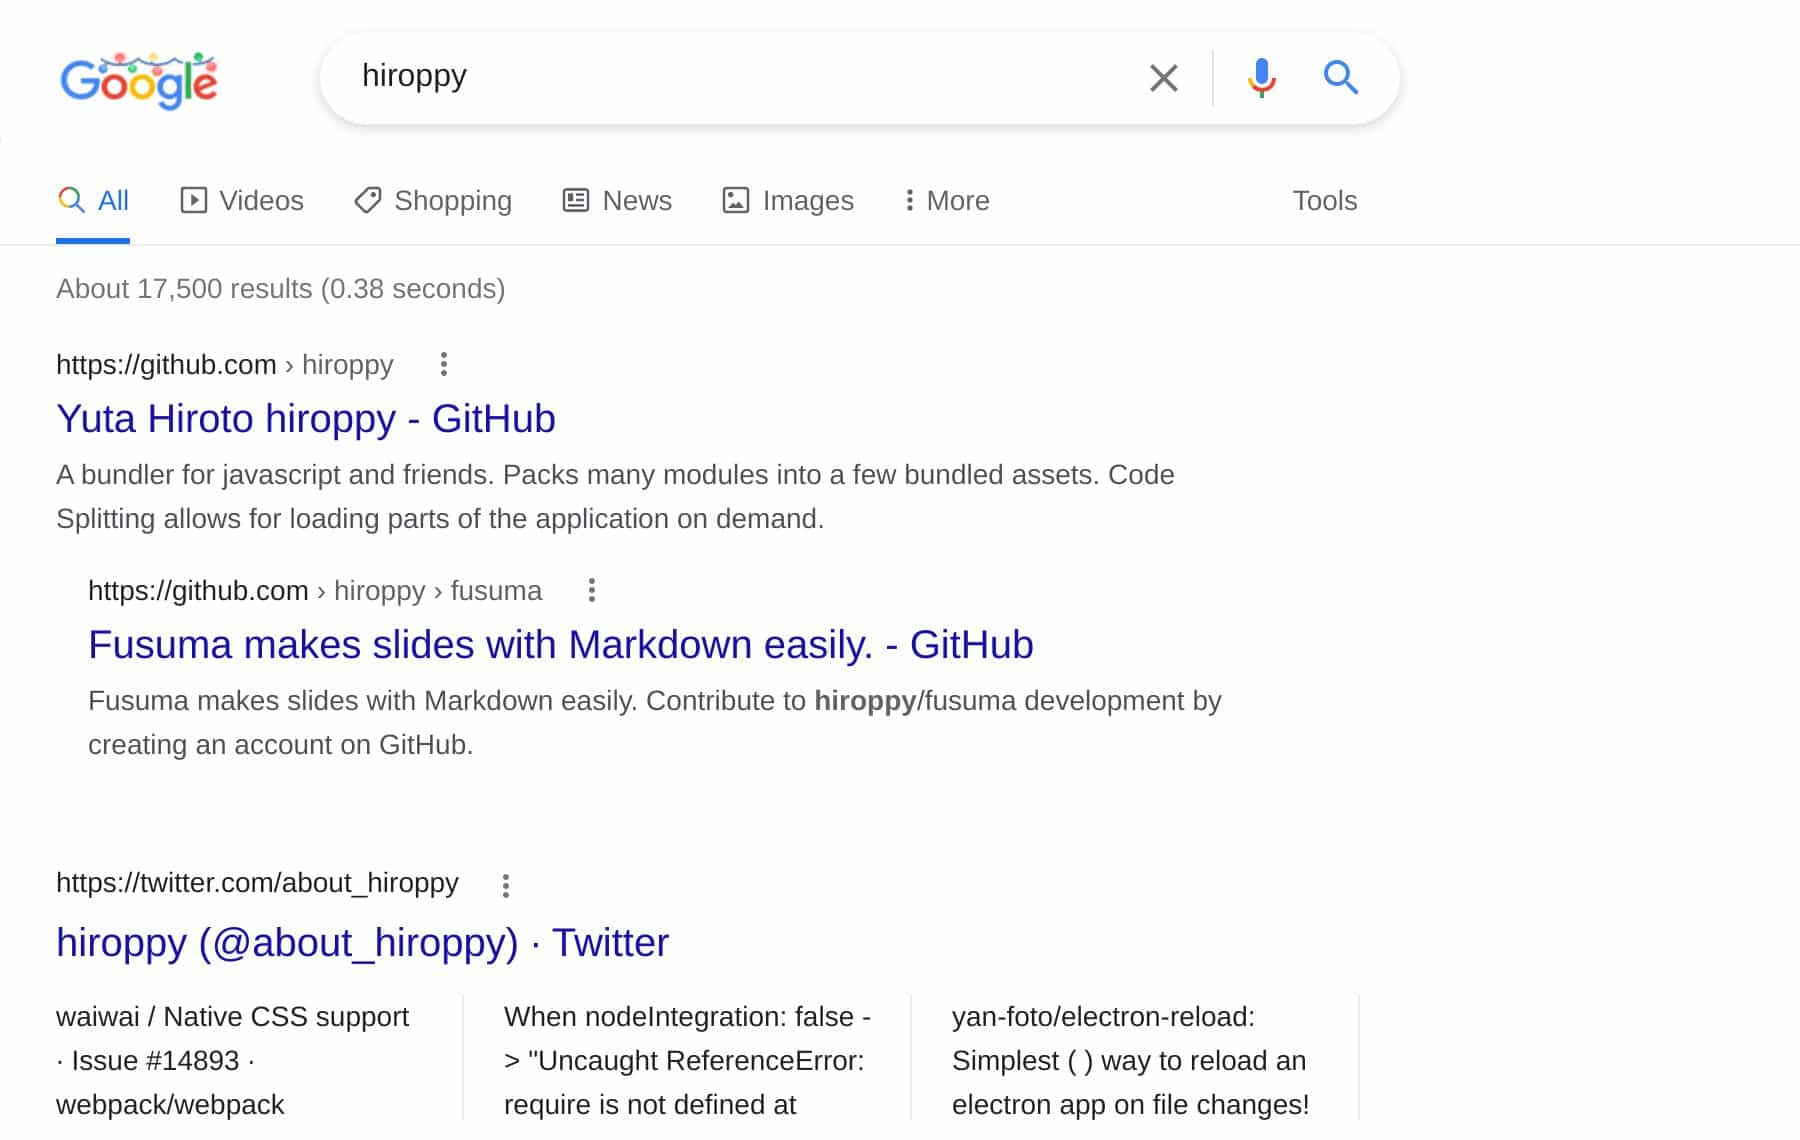 Google
hiroppy
All Videos Shopping News Images More Tools
About 17,500 results (0.38 seconds)
https://github.com › hiroppy
Yuta Hiroto hiroppy - GitHub
A bundler for javascript and friends. Packs many modules into a few bundled assets. Code
Splitting allows for loading parts of the application on demand.
https://github.com › hiroppy › fusuma
Fusuma makes slides with Markdown easily. - GitHub
Fusuma makes slides with Markdown easily. Contribute to hiroppy/fusuma development by
creating an account on GitHub.
https://twitter.com/about_hiroppy
hiroppy (@about_hiroppy) · Twitter
waiwai / Native CSS support
· Issue #14893 ·
webpack/webpack
When nodeIntegration: false -
> "Uncaught ReferenceError:
require is not defined at
yan-foto/electron-reload:
Simplest ( ) way to reload an
electron app on file changes!